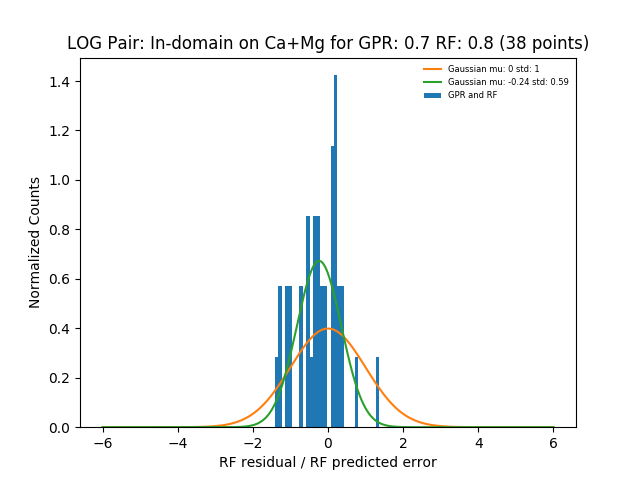 LOG Pair: In-domain on Ca+Mg for GPR: 0.7 RF: 0.8 (38 points)
Gaussian mu: 0 std: 1
Gaussian mu: -0.24 std: 0.59
GPR and RF
1.4
1.2
1.0
0.8
0.6
0.4
0.2
0.0
Normalized Counts
−6 −4 −2 0 2 4 6
RF residual / RF predicted error